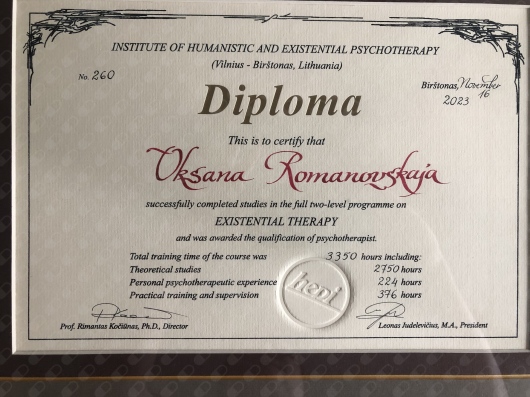 INSTITUTE OF HUMANISTIC AND EXISTENTIAL PSYCHOTHERAPY
(Vilnius - Birštonas, Lithuania)
No. 260
Birštonas, November 16
2023
Diploma
This is to certify that
Oksana Romanovskaja
successfully completed studies in the full two-level programme on
EXISTENTIAL THERAPY
and was awarded the qualification of psychotherapist.
Total training time of the course was 3350 hours including:
Theoretical studies 2750 hours
Personal psychotherapeutic experience 224 hours
Practical training and supervision 376 hours
hepi
Prof. Rimantas Kočiūnas, Ph.D., Director
Leonas Judelevičius, M.A., President